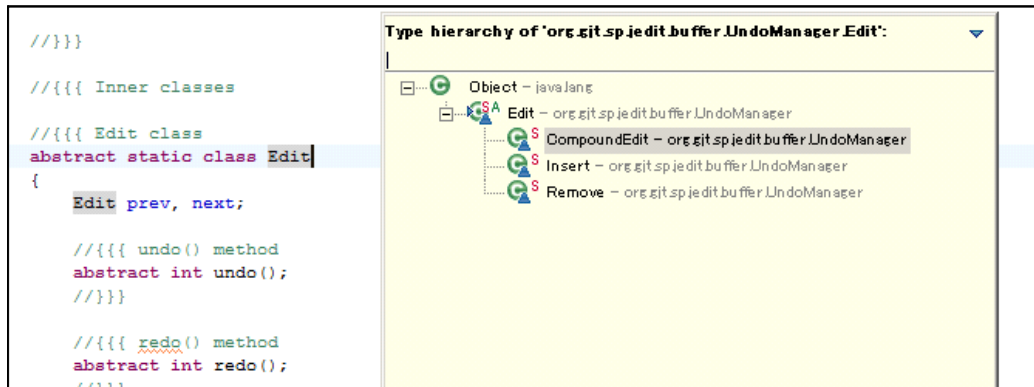 //}}}
//{{{ Inner classes
//{{{ Edit class
abstract static class Edit
{
Edit prev, next;
//{{{ undo() method
abstract int undo();
//}}}
//{{{ redo() method
abstract int redo();
//}}}
Type hierarchy of 'org.gjt.sp.jedit.buffer.UndoManager.Edit':
Object – java.lang
Edit – org.gjt.sp.jedit.buffer.UndoManager
CompoundEdit – org.gjt.sp.jedit.buffer.UndoManager
Insert – org.gjt.sp.jedit.buffer.UndoManager
Remove – org.gjt.sp.jedit.buffer.UndoManager